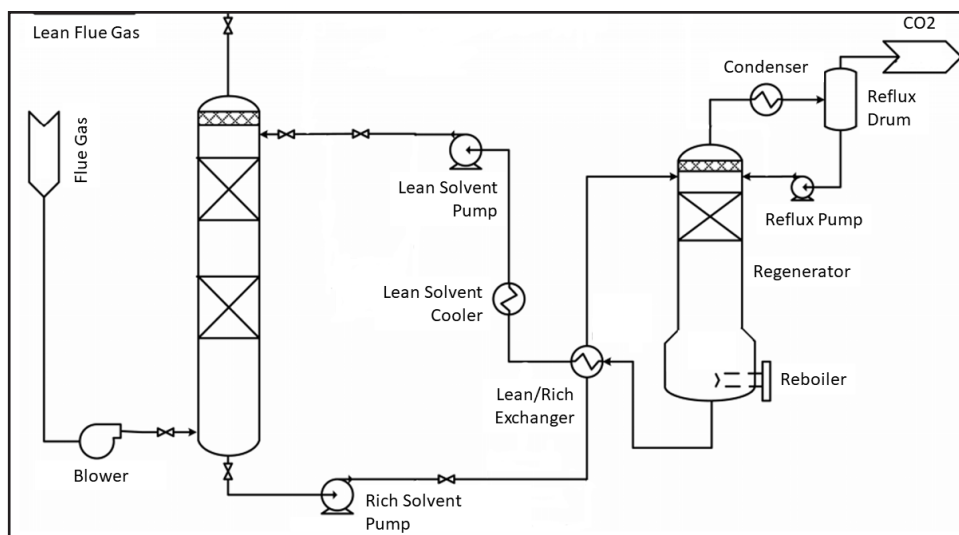 Lean Flue Gas
CO2
Condenser
Reflux
Drum
Flue Gas
Lean Solvent
Pump
Reflux Pump
Regenerator
Lean Solvent
Cooler
Lean/Rich
Exchanger
Reboiler
Blower
Rich Solvent
Pump